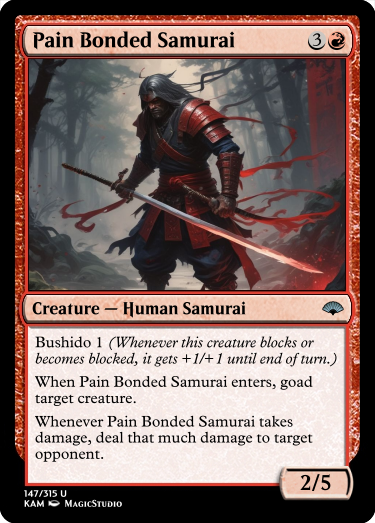 Pain Bonded Samurai 3
Creature — Human Samurai
Bushido 1 (Whenever this creature blocks or
becomes blocked, it gets +1/+1 until end of turn.)
When Pain Bonded Samurai enters, goad
target creature.
Whenever Pain Bonded Samurai takes
damage, deal that much damage to target
opponent.
2/5
147/315 U
KAM MagicStudio